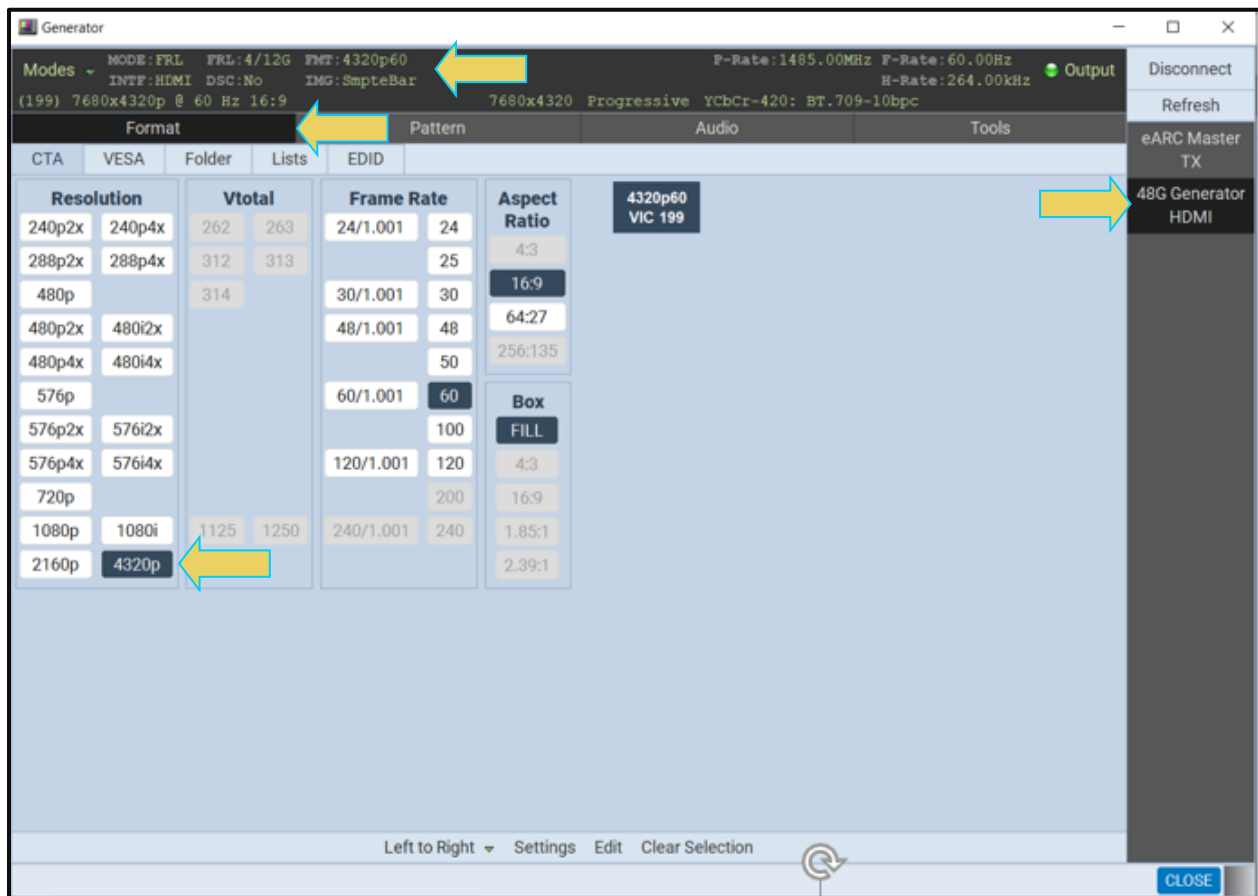 Generator
Modes MODE:FRL FRL:4/12G FMT:4320p60 P-Rate:1485.00MHz F-Rate:60.00Hz Output
INTF:HDMI DSC:No IMG:SmpteBar H-Rate:264.00kHz
(199) 7680x4320p @ 60 Hz 16:9 7680x4320 Progressive YCbCr-420: BT.709-10bpc
Disconnect
Refresh
eARC Master
TX
48G Generator
HDMI
Format Pattern Audio Tools
CTA VESA Folder Lists EDID
Resolution
240p2x 240p4x
288p2x 288p4x
480p
480p2x 480i2x
480p4x 480i4x
576p
576p2x 576i2x
576p4x 576i4x
720p
1080p 1080i
2160p 4320p
Vtotal
262 263
312 313
314
1125 1250
Frame Rate
24/1.001 24
25
30/1.001 30
48/1.001 48
50
60/1.001 60
100
120/1.001 120
200
240/1.001 240
Aspect
Ratio
4:3
16:9
64:27
256:135
Box
FILL
4:3
16:9
1.85:1
2.39:1
4320p60
VIC 199
Left to Right Settings Edit Clear Selection
CLOSE